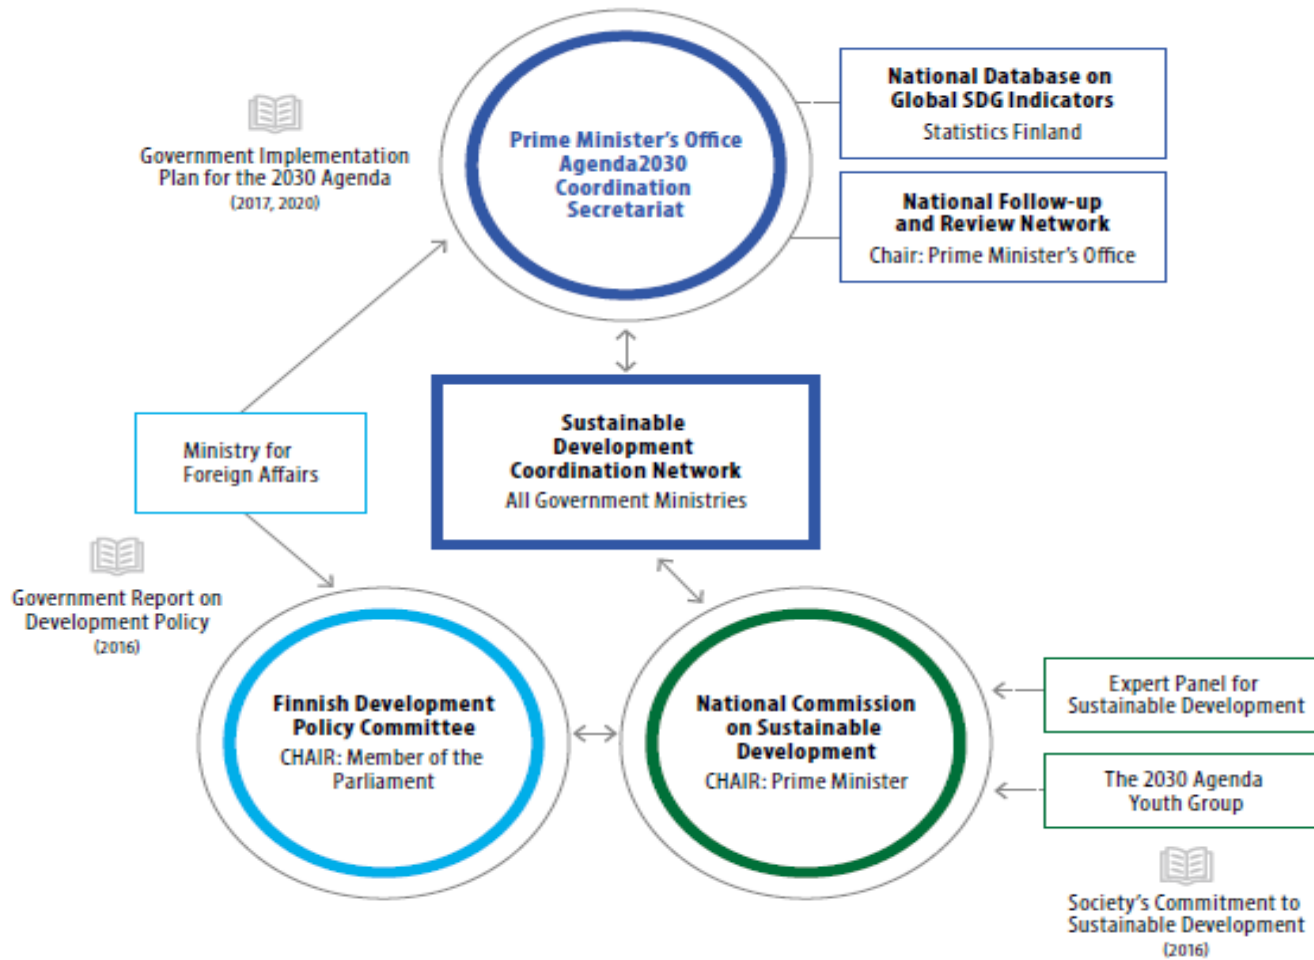 National Database on
Global SDG Indicators
Statistics Finland
Prime Minister's Office
Agenda2030
Coordination
Secretariat
Government Implementation
Plan for the 2030 Agenda
(2017, 2020)
National Follow-up
and Review Network
Chair: Prime Minister's Office
Sustainable
Development
Coordination Network
All Government Ministries
Ministry for
Foreign Affairs
Government Report on
Development Policy
(2016)
Finnish Development
Policy Committee
CHAIR: Member of the
Parliament
National Commission
on Sustainable
Development
CHAIR: Prime Minister
Expert Panel for
Sustainable Development
The 2030 Agenda
Youth Group
Society's Commitment to
Sustainable Development
(2016)